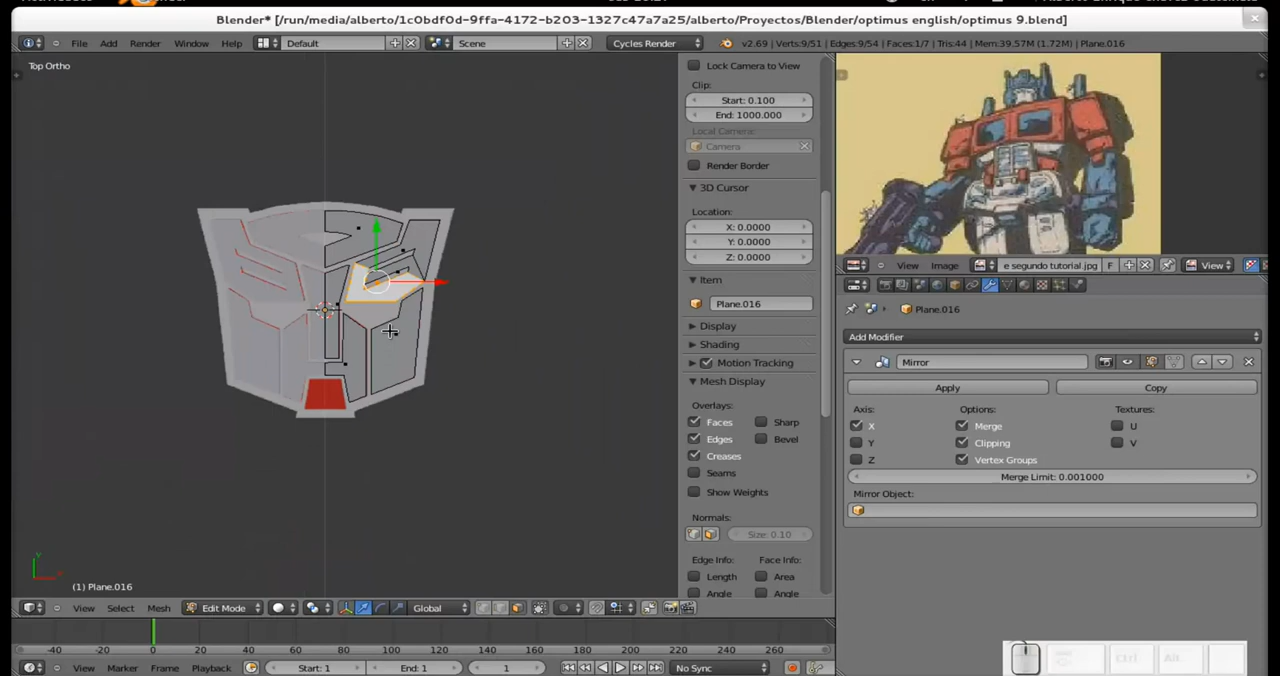 Blender* [/run/media/alberto/1c0bdf0d-9ffa-4172-b203-1327c47a7a25/alberto/Proyectos/Blender/optimus english/optimus 9.blend]
File Add Render Window Help Default Scene Cycles Render v2.69 | Verts:9/51 | Edges:9/54 | Faces:1/7 | Tris:44 | Mem:39.57M (1.72M) | Plane.016
Top Ortho
Lock Camera to View
Clip:
Start: 0.100
End: 1000.000
Local Camera:
Camera
Render Border
3D Cursor
Location:
X: 0.0000
Y: 0.0000
Z: 0.0000
Item
Plane.016
Display
Shading
Motion Tracking
Mesh Display
Overlays:
Faces Sharp
Edges Bevel
Creases
Seams
Show Weights
Normals:
Size: 0.10
Edge Info: Face Info:
Length Area
Angle Angle
View Image e segundo tutorial.jpg F View
Plane.016
Add Modifier
Mirror
Apply Copy
Axis: Options: Textures:
X Merge U
Y Clipping V
Z Vertex Groups
Merge Limit: 0.001000
Mirror Object:
(1) Plane.016
View Select Mesh Edit Mode Global
-40 -20 0 20 40 60 80 100 120 140 160 180 200 220 240 260
View Marker Frame Playback Start: 1 End: 1 1 No Sync
Ctrl Alt